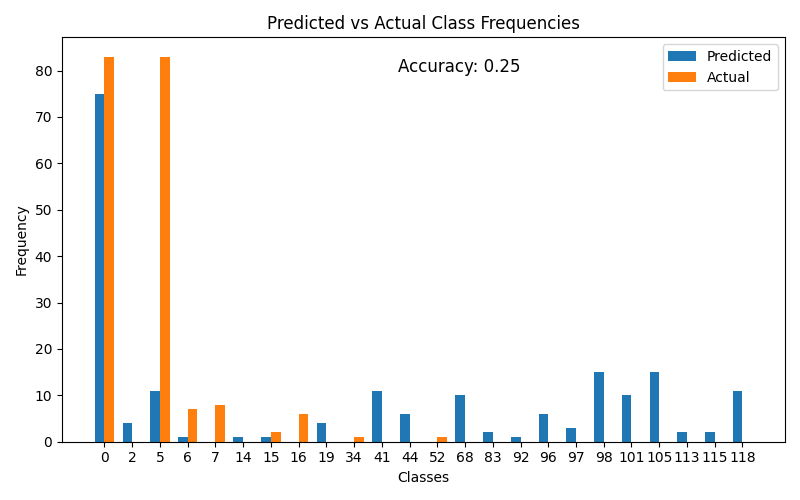 Predicted vs Actual Class Frequencies
Accuracy: 0.25
Predicted
Actual
Frequency
80
70
60
50
40
30
20
10
0
0 2 5 6 7 14 15 16 19 34 41 44 52 68 83 92 96 97 98 101 105 113 115 118
Classes